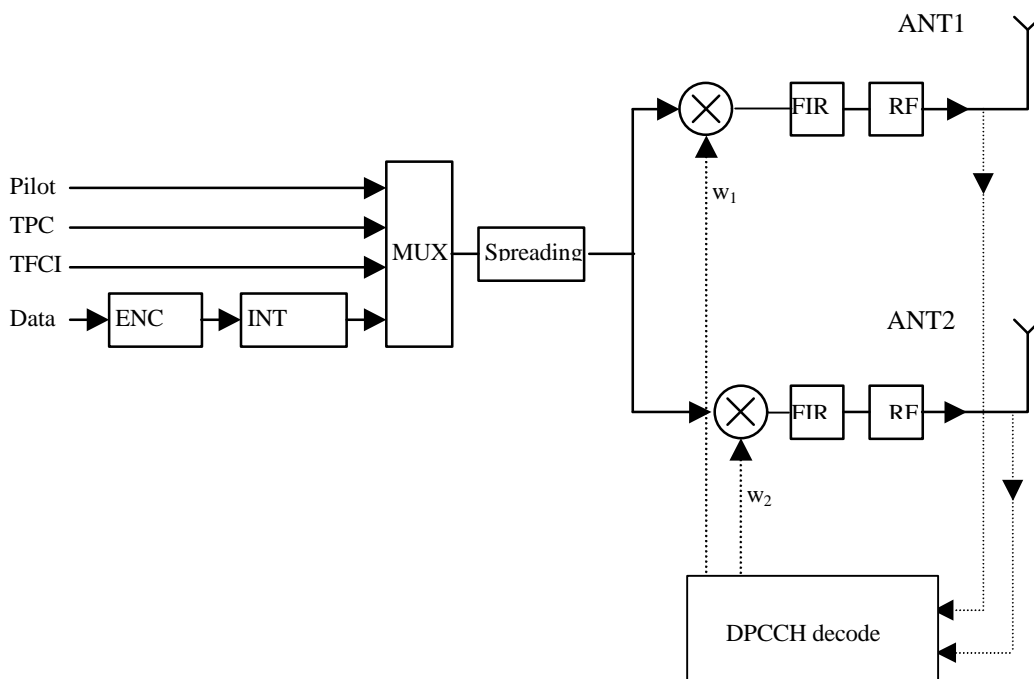 ANT1
FIR
RF
w1
Pilot
TPC
TFCI
Data
ENC
INT
MUX
Spreading
ANT2
FIR
RF
w2
DPCCH decode